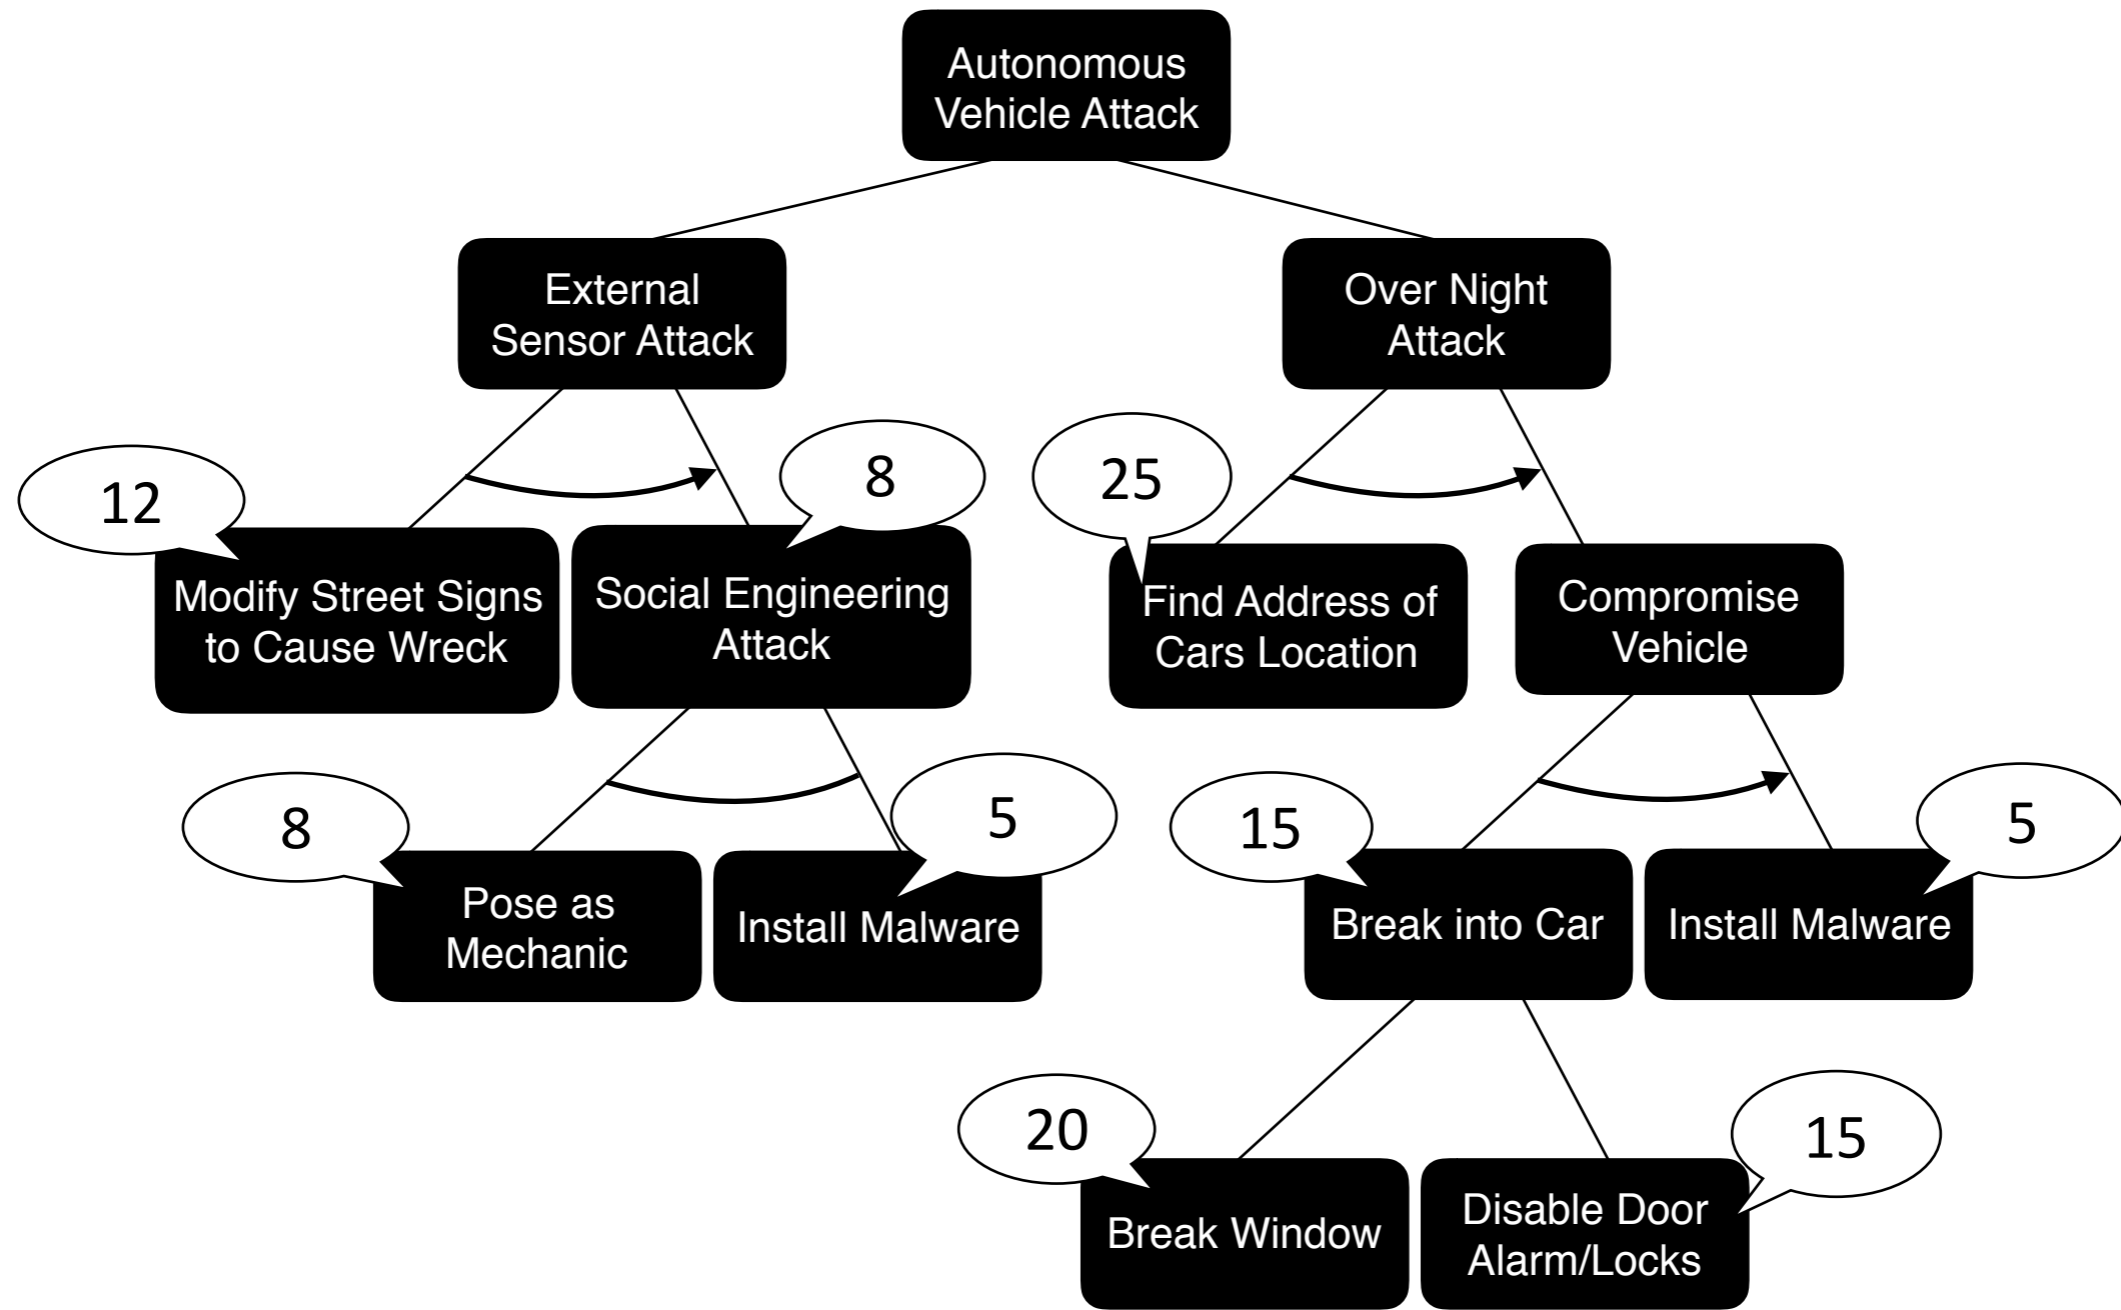 Autonomous
Vehicle Attack
External
Sensor Attack
Over Night
Attack
12
8
25
Modify Street Signs
to Cause Wreck
Social Engineering
Attack
Find Address of
Cars Location
Compromise
Vehicle
8
5
15
5
Pose as
Mechanic
Install Malware
Break into Car
Install Malware
20
15
Break Window
Disable Door
Alarm/Locks